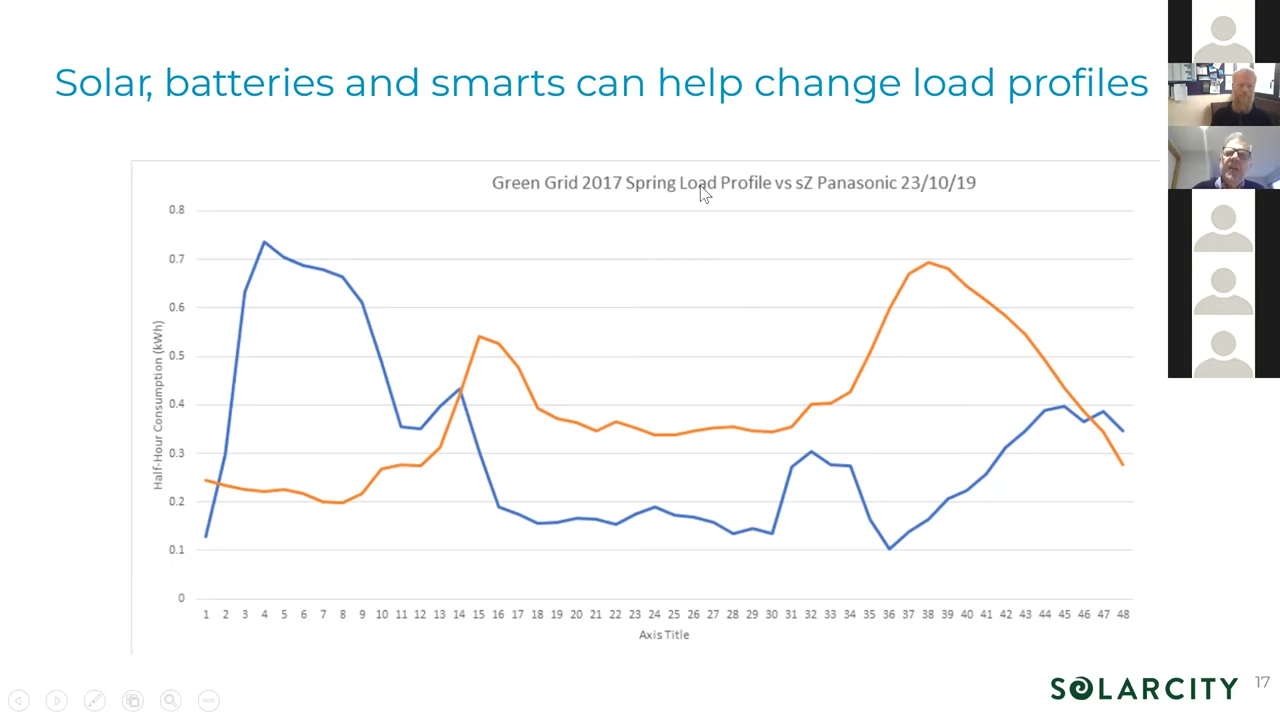 Solar, batteries and smarts can help change load profiles
Green Grid 2017 Spring Load Profile vs sZ Panasonic 23/10/19
0.8
0.7
0.6
0.5
0.4
0.3
0.2
0.1
0
Half-Hour Consumption (kWh)
1 2 3 4 5 6 7 8 9 10 11 12 13 14 15 16 17 18 19 20 21 22 23 24 25 26 27 28 29 30 31 32 33 34 35 36 37 38 39 40 41 42 43 44 45 46 47 48
Axis Title
SOLARCITY
17